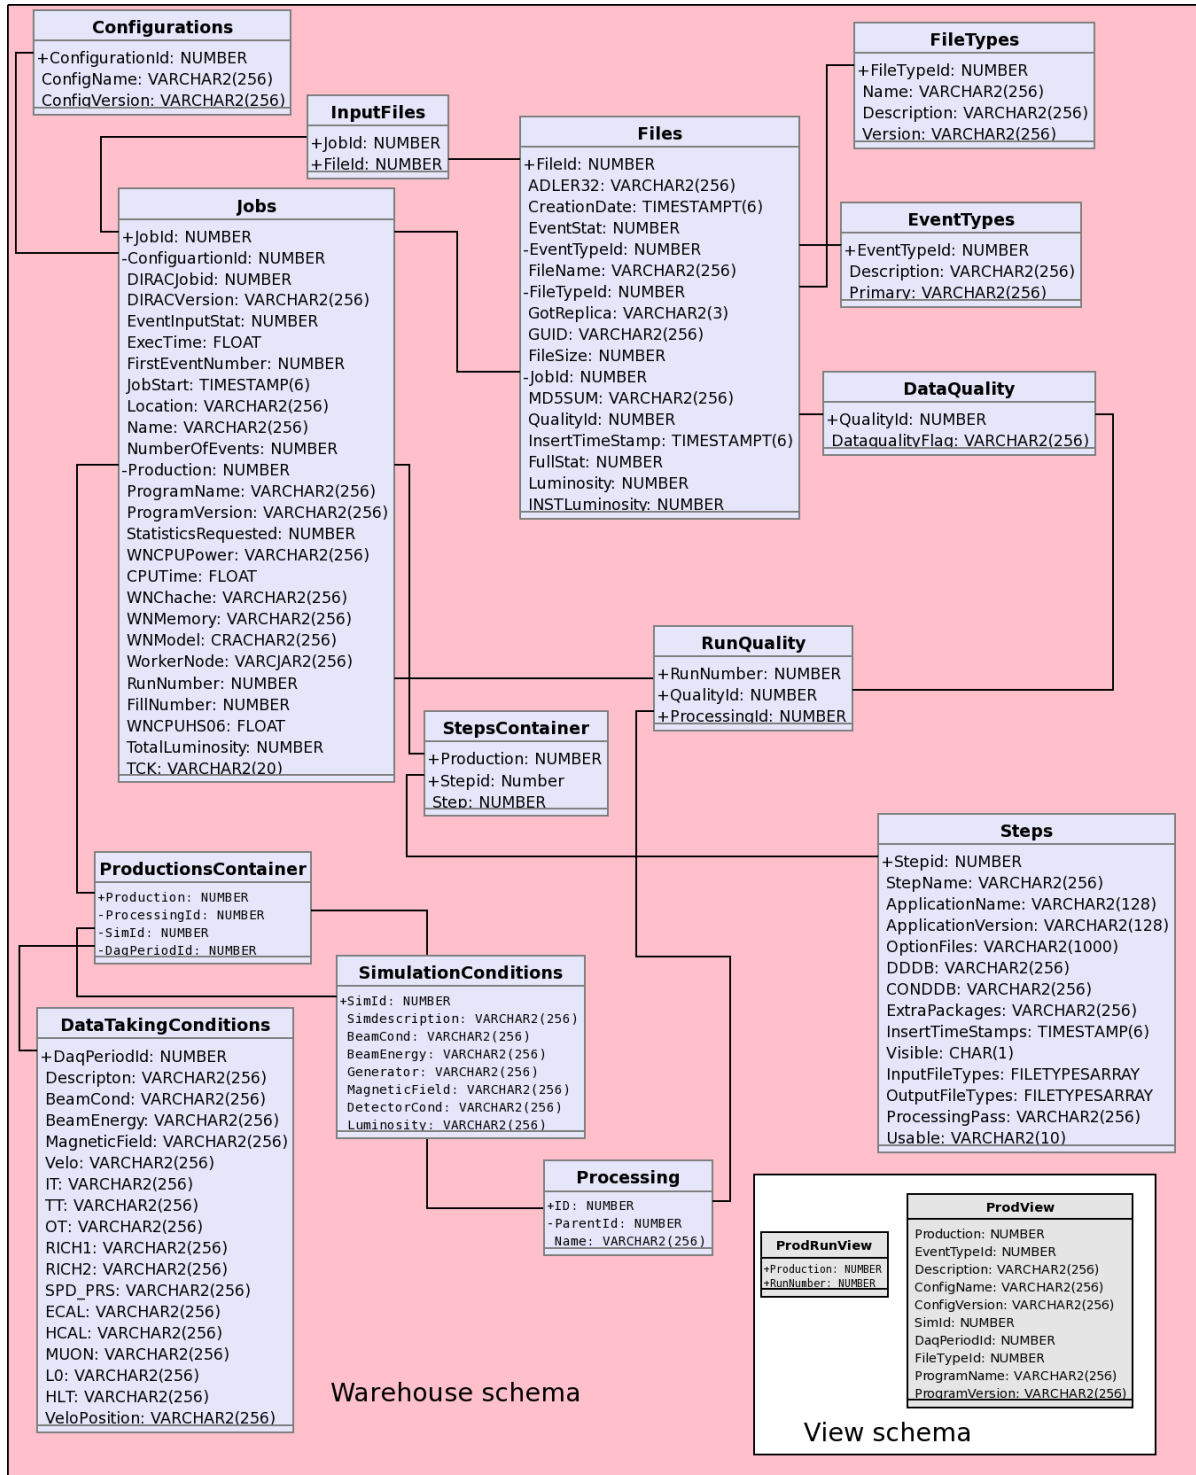 Configurations
+ConfigurationId: NUMBER
ConfigName: VARCHAR2(256)
ConfigVersion: VARCHAR2(256)
InputFiles
+JobId: NUMBER
+FileId: NUMBER
Files
+FileId: NUMBER
ADLER32: VARCHAR2(256)
CreationDate: TIMESTAMPT(6)
EventStat: NUMBER
-EventTypeId: NUMBER
FileName: VARCHAR2(256)
-FileTypeId: NUMBER
GotReplica: VARCHAR2(3)
GUID: VARCHAR2(256)
FileSize: NUMBER
-JobId: NUMBER
MD5SUM: VARCHAR2(256)
QualityId: NUMBER
InsertTimeStamp: TIMESTAMPT(6)
FullStat: NUMBER
Luminosity: NUMBER
INSTLuminosity: NUMBER
FileTypes
+FileTypeId: NUMBER
Name: VARCHAR2(256)
Description: VARCHAR2(256)
Version: VARCHAR2(256)
EventTypes
+EventTypeId: NUMBER
Description: VARCHAR2(256)
Primary: VARCHAR2(256)
DataQuality
+QualityId: NUMBER
DataqualityFlag: VARCHAR2(256)
Jobs
+JobId: NUMBER
-ConfiguartionId: NUMBER
DIRACJobid: NUMBER
DIRACVersion: VARCHAR2(256)
EventInputStat: NUMBER
ExecTime: FLOAT
FirstEventNumber: NUMBER
JobStart: TIMESTAMP(6)
Location: VARCHAR2(256)
Name: VARCHAR2(256)
NumberOfEvents: NUMBER
-Production: NUMBER
ProgramName: VARCHAR2(256)
ProgramVersion: VARCHAR2(256)
StatisticsRequested: NUMBER
WNCPUPower: VARCHAR2(256)
CPUTime: FLOAT
WNChache: VARCHAR2(256)
WNMemory: VARCHAR2(256)
WNModel: CRACHAR2(256)
WorkerNode: VARCJAR2(256)
RunNumber: NUMBER
FillNumber: NUMBER
WNCPUHS06: FLOAT
TotalLuminosity: NUMBER
TCK: VARCHAR2(20)
RunQuality
+RunNumber: NUMBER
+QualityId: NUMBER
+ProcessingId: NUMBER
StepsContainer
+Production: NUMBER
+Stepid: Number
Step: NUMBER
Steps
+Stepid: NUMBER
StepName: VARCHAR2(256)
ApplicationName: VARCHAR2(128)
ApplicationVersion: VARCHAR2(128)
OptionFiles: VARCHAR2(1000)
DDDB: VARCHAR2(256)
CONDDB: VARCHAR2(256)
ExtraPackages: VARCHAR2(256)
InsertTimeStamps: TIMESTAMP(6)
Visible: CHAR(1)
InputFileTypes: FILETYPESARRAY
OutputFileTypes: FILETYPESARRAY
ProcessingPass: VARCHAR2(256)
Usable: VARCHAR2(10)
ProductionsContainer
+Production: NUMBER
-ProcessingId: NUMBER
-SimId: NUMBER
-DaqPeriodId: NUMBER
SimulationConditions
+SimId: NUMBER
Simdescription: VARCHAR2(256)
BeamCond: VARCHAR2(256)
BeamEnergy: VARCHAR2(256)
Generator: VARCHAR2(256)
MagneticField: VARCHAR2(256)
DetectorCond: VARCHAR2(256)
Luminosity: VARCHAR2(256)
DataTakingConditions
+DaqPeriodId: NUMBER
Descripton: VARCHAR2(256)
BeamCond: VARCHAR2(256)
BeamEnergy: VARCHAR2(256)
MagneticField: VARCHAR2(256)
Velo: VARCHAR2(256)
IT: VARCHAR2(256)
TT: VARCHAR2(256)
OT: VARCHAR2(256)
RICH1: VARCHAR2(256)
RICH2: VARCHAR2(256)
SPD_PRS: VARCHAR2(256)
ECAL: VARCHAR2(256)
HCAL: VARCHAR2(256)
MUON: VARCHAR2(256)
L0: VARCHAR2(256)
HLT: VARCHAR2(256)
VeloPosition: VARCHAR2(256)
Processing
+ID: NUMBER
-ParentId: NUMBER
Name: VARCHAR2(256)
Warehouse schema
ProdRunView
+Production: NUMBER
+RunNumber: NUMBER
ProdView
Production: NUMBER
EventTypeId: NUMBER
Description: VARCHAR2(256)
ConfigName: VARCHAR2(256)
ConfigVersion: VARCHAR2(256)
SimId: NUMBER
DaqPeriodId: NUMBER
FileTypeId: NUMBER
ProgramName: VARCHAR2(256)
ProgramVersion: VARCHAR2(256)
View schema